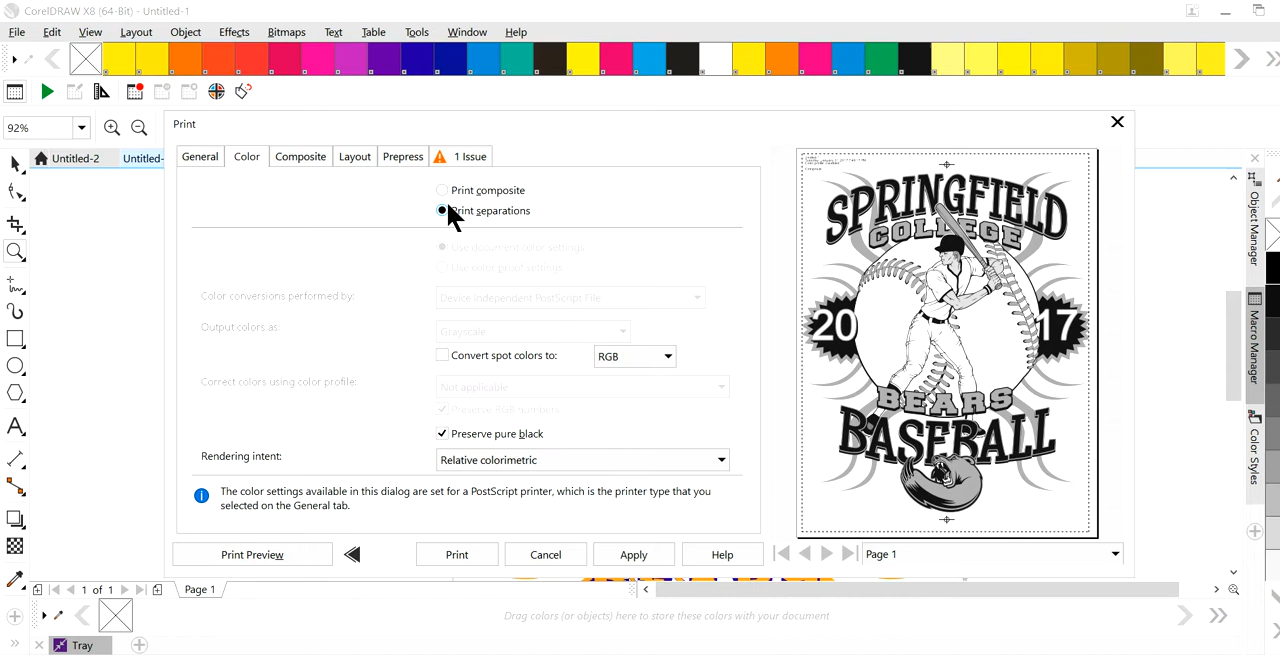 CorelDRAW X8 (64-Bit) - Untitled-1
File Edit View Layout Object Effects Bitmaps Text Table Tools Window Help
92%
Print
Untitled-2
Untitled-
General
Color
Composite
Layout
Prepress
1 Issue
Print composite
Print separations
Use document color settings
Use color proof settings
Color conversions performed by:
Device Independent PostScript File
Output colors as:
Grayscale
Convert spot colors to:
RGB
Correct colors using color profile:
Not applicable
Preserve RGB numbers
Preserve pure black
Rendering intent:
Relative colorimetric
The color settings available in this dialog are set for a PostScript printer, which is the printer type that you
selected on the General tab.
Print Preview
Print
Cancel
Apply
Help
Page 1
SPRINGFIELD
COLLEGE
20
17
BEARS
BASEBALL
Object Manager
Macro Manager
Color Styles
1 of 1
Page 1
Drag colors (or objects) here to store these colors with your document
Tray